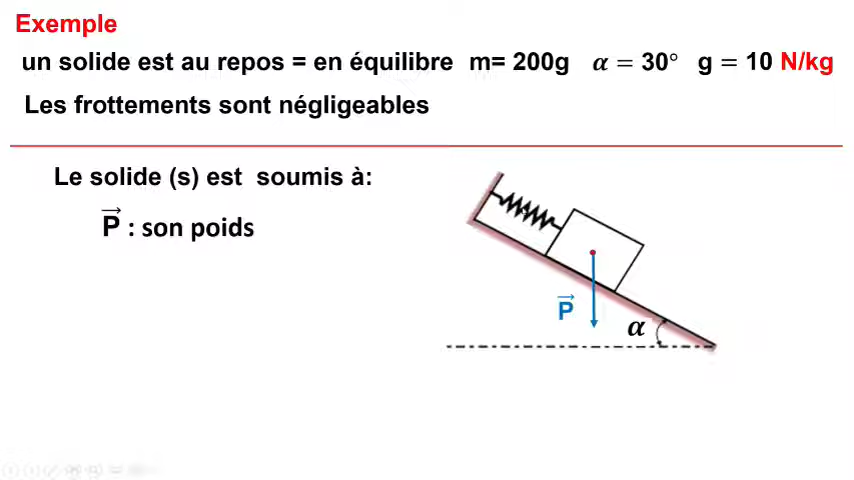 Exemple
un solide est au repos = en équilibre m= 200g α = 30° g = 10 N/kg
Les frottements sont négligeables
Le solide (s) est soumis à:
P⃗ : son poids
P⃗
α